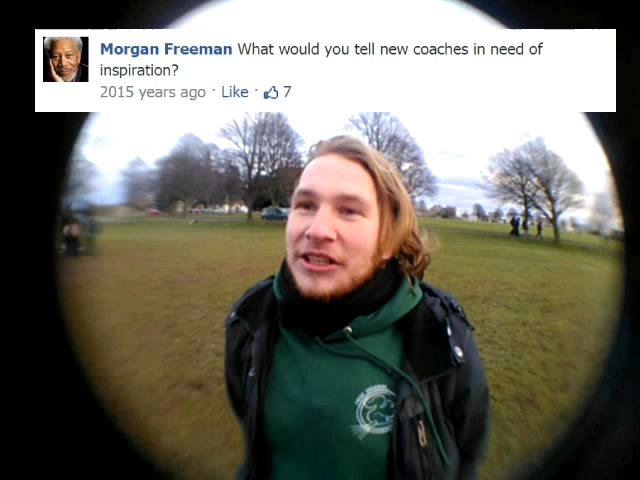 Morgan Freeman What would you tell new coaches in need of
inspiration?
2015 years ago · Like · 7